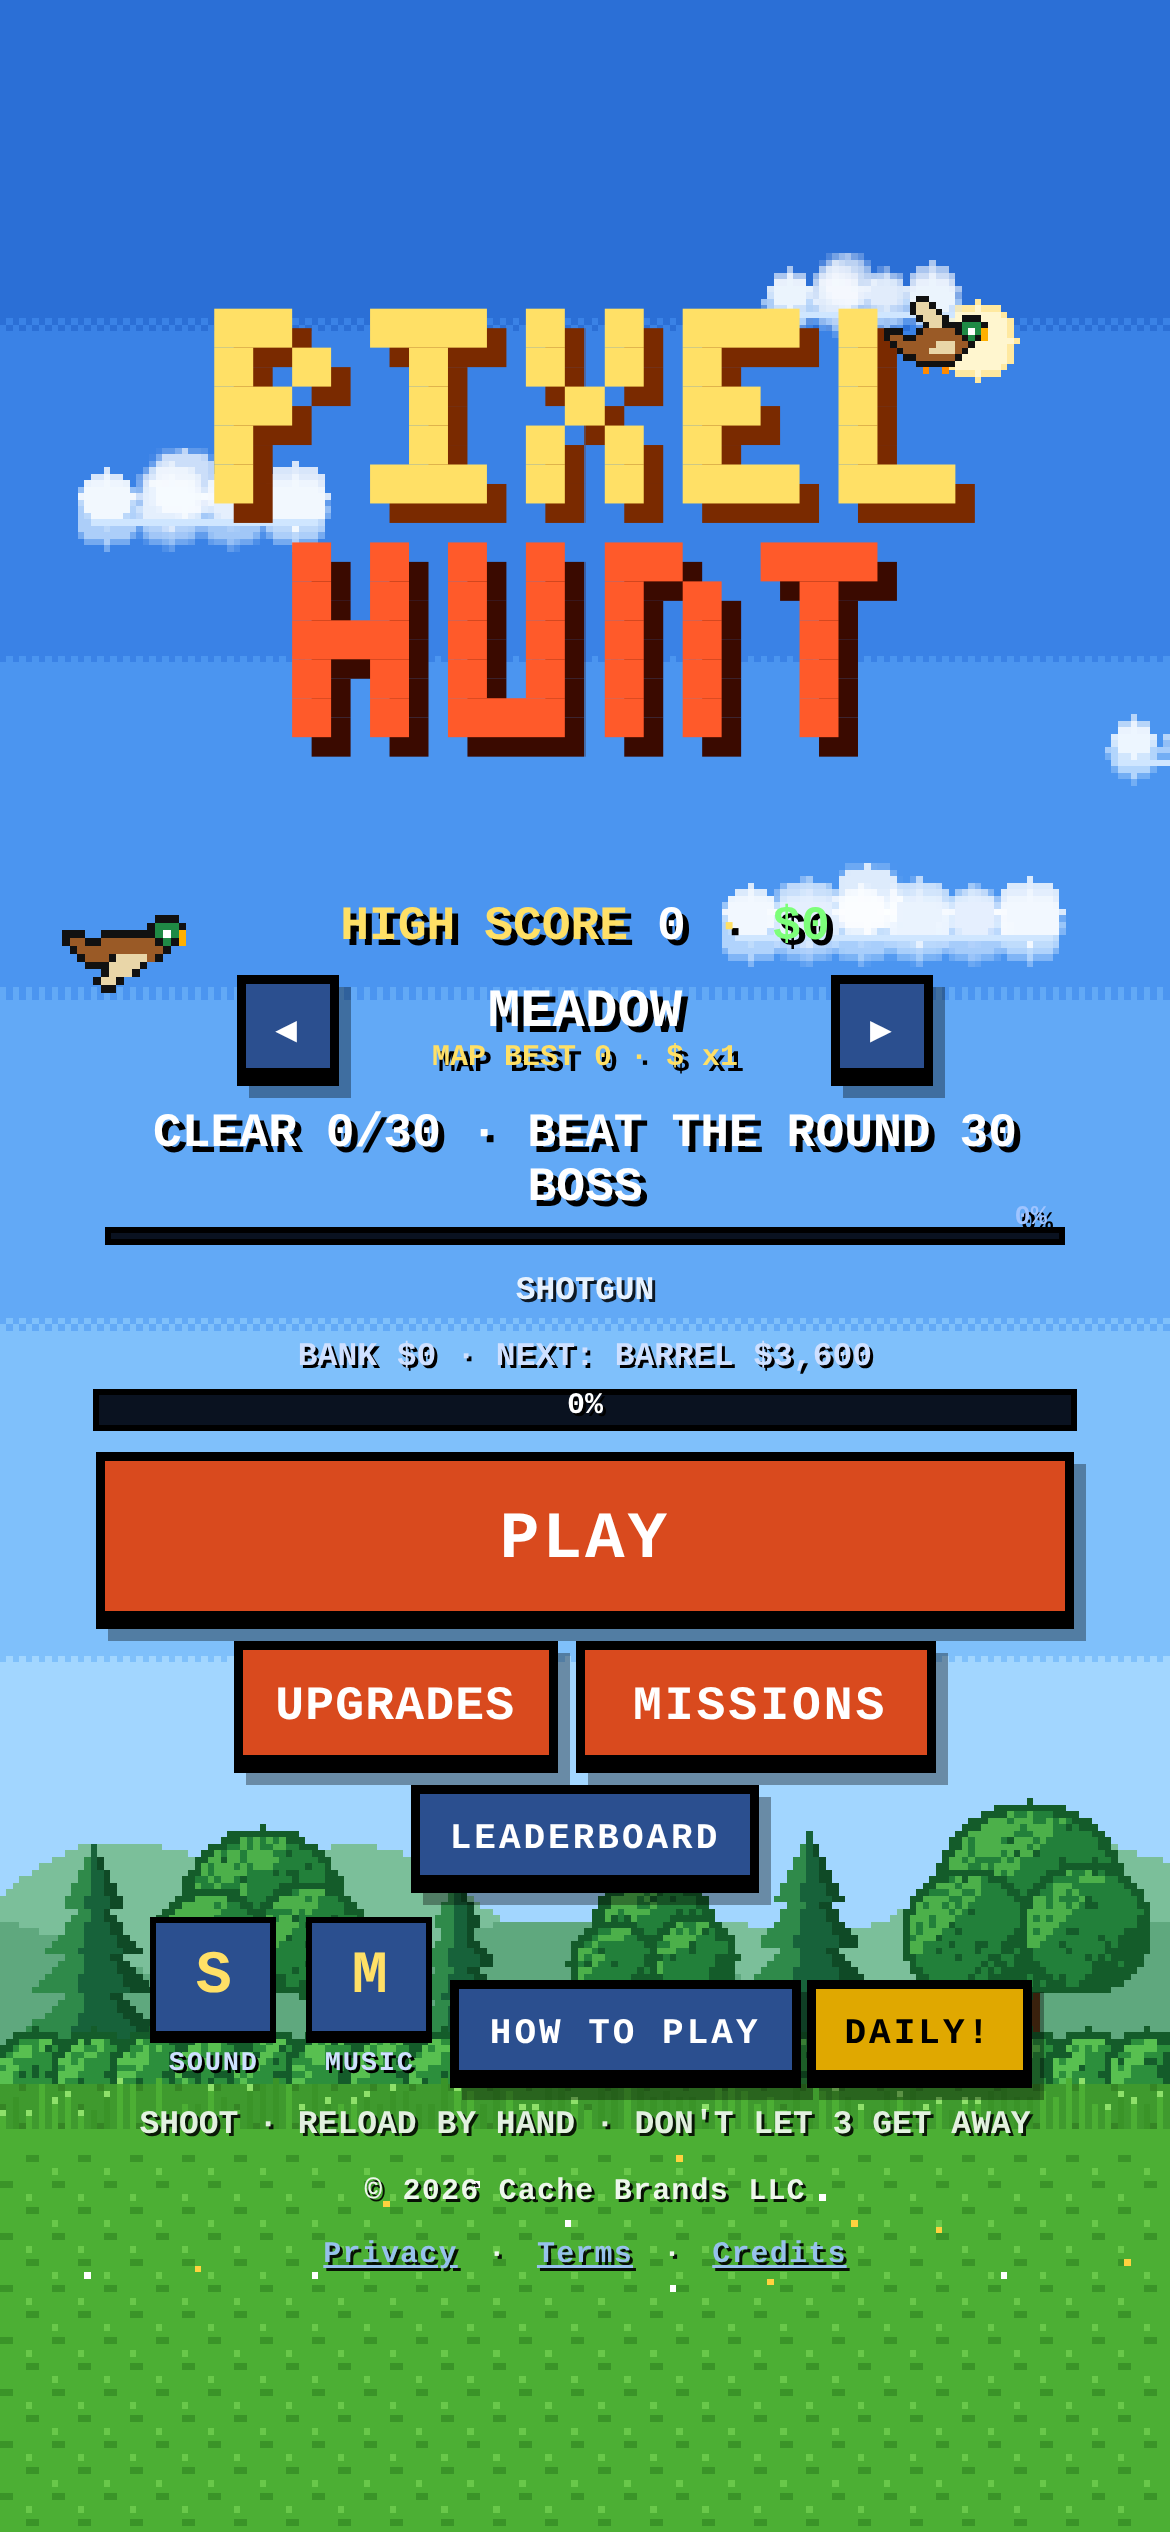 PIXEL
HUNT
HIGH SCORE 0 · $0
◀ MEADOW ▶
MAP BEST 0 · $ x1
CLEAR 0/30 · BEAT THE ROUND 30
BOSS
0%
SHOTGUN
BANK $0 · NEXT: BARREL $3,600
0%
PLAY
UPGRADES MISSIONS
LEADERBOARD
S M
HOW TO PLAY DAILY!
SOUND MUSIC
SHOOT · RELOAD BY HAND · DON'T LET 3 GET AWAY
© 2026 Cache Brands LLC
Privacy · Terms · Credits